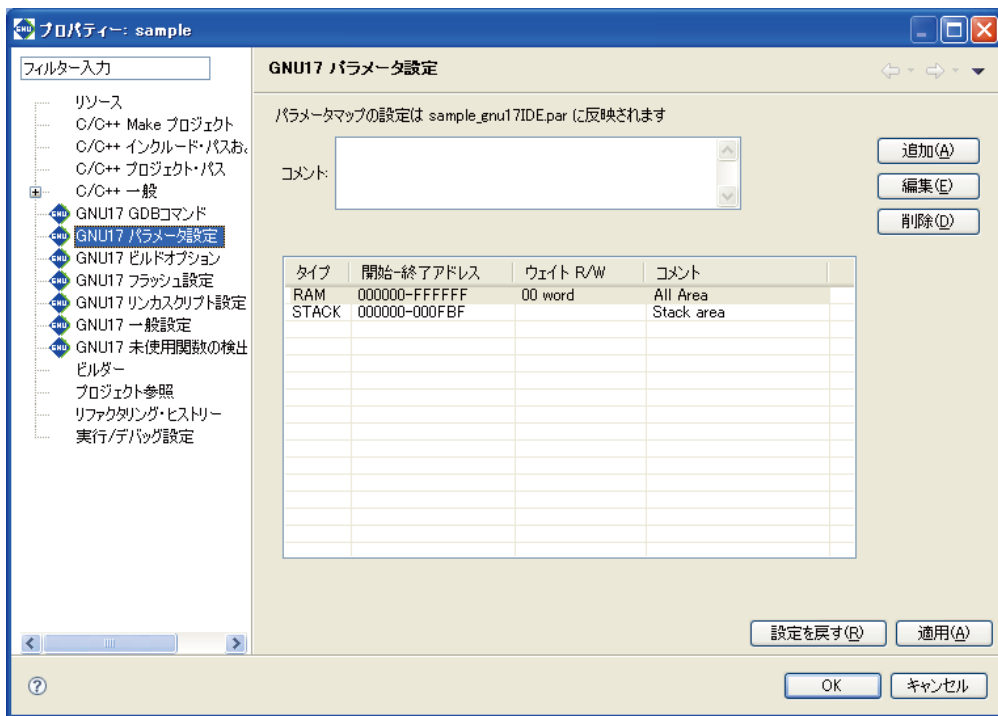 プロパティー: sample
フィルター入力
リソース
C/C++ Make プロジェクト
C/C++ インクルード・パスお。
C/C++ プロジェクト・パス
C/C++ 一般
GNU GNU17 GDBコマンド
GNU GNU17 パラメータ設定
GNU GNU17 ビルドオプション
GNU GNU17 フラッシュ設定
GNU GNU17 リンカスクリプト設定
GNU GNU17 一般設定
GNU GNU17 未使用関数の検出
ビルダー
プロジェクト参照
リファクタリング・ヒストリー
実行/デバッグ設定
GNU17 パラメータ設定
パラメータマップの設定は sample_gnu17IDE.par に反映されます
コメント:
追加(A)
編集(E)
削除(D)
タイプ 開始-終了アドレス ウェイト R/W コメント
RAM 000000-FFFFFF 00 word All Area
STACK 000000-000FBF Stack area
設定を戻す(R) 適用(A)
? OK キャンセル